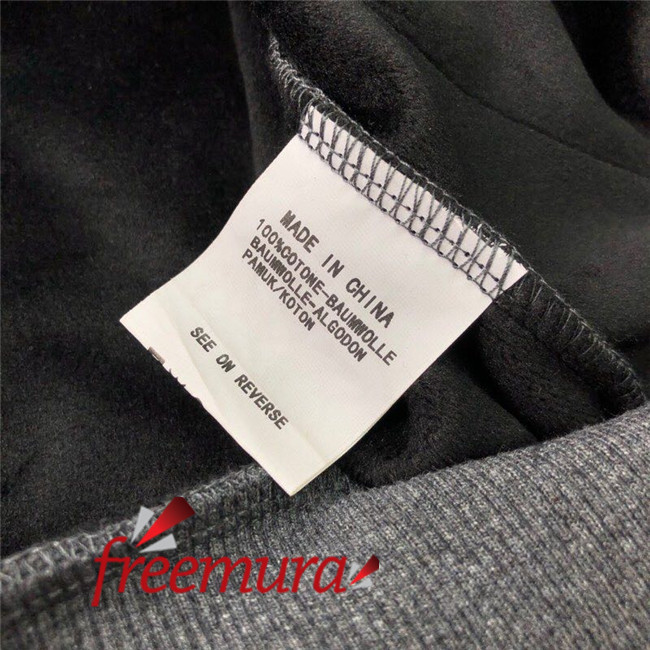 MADE IN CHINA
100%COTONE-BAUMWOLLE
BAUMWOLLE-ALGODON
PAMUK/KOTON
SEE ON REVERSE
freemura